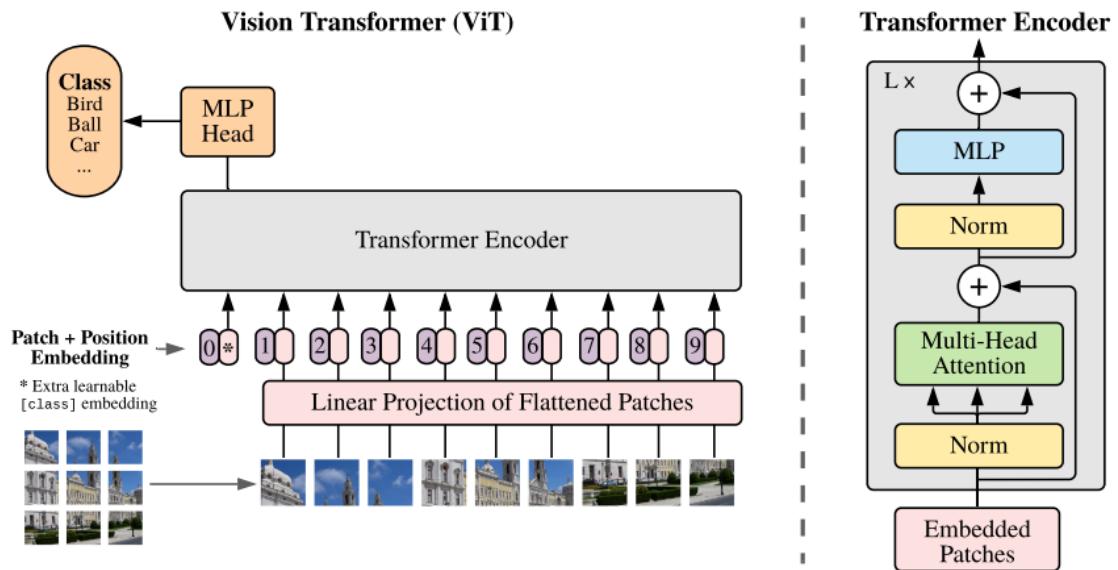 Vision Transformer (ViT)
Class
Bird
Ball
Car
...
MLP
Head
Transformer Encoder
Patch + Position
Embedding
0 * 1 2 3 4 5 6 7 8 9
* Extra learnable
[class] embedding
Linear Projection of Flattened Patches
Transformer Encoder
L x
+
MLP
Norm
+
Multi-Head
Attention
Norm
Embedded
Patches